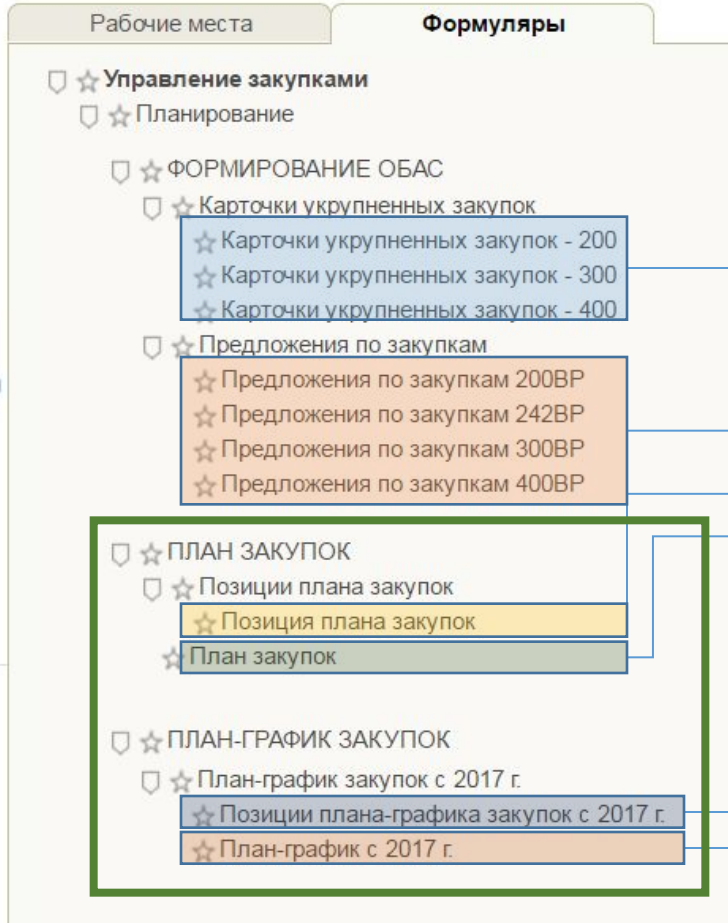 Рабочие места
Формуляры
Управление закупками
Планирование
ФОРМИРОВАНИЕ ОБАС
Карточки укрупненных закупок
Карточки укрупненных закупок - 200
Карточки укрупненных закупок - 300
Карточки укрупненных закупок - 400
Предложения по закупкам
Предложения по закупкам 200ВР
Предложения по закупкам 242ВР
Предложения по закупкам 300ВР
Предложения по закупкам 400ВР
ПЛАН ЗАКУПОК
Позиции плана закупок
Позиция плана закупок
План закупок
ПЛАН-ГРАФИК ЗАКУПОК
План-график закупок с 2017 г.
Позиции плана-графика закупок с 2017 г.
План-график с 2017 г.